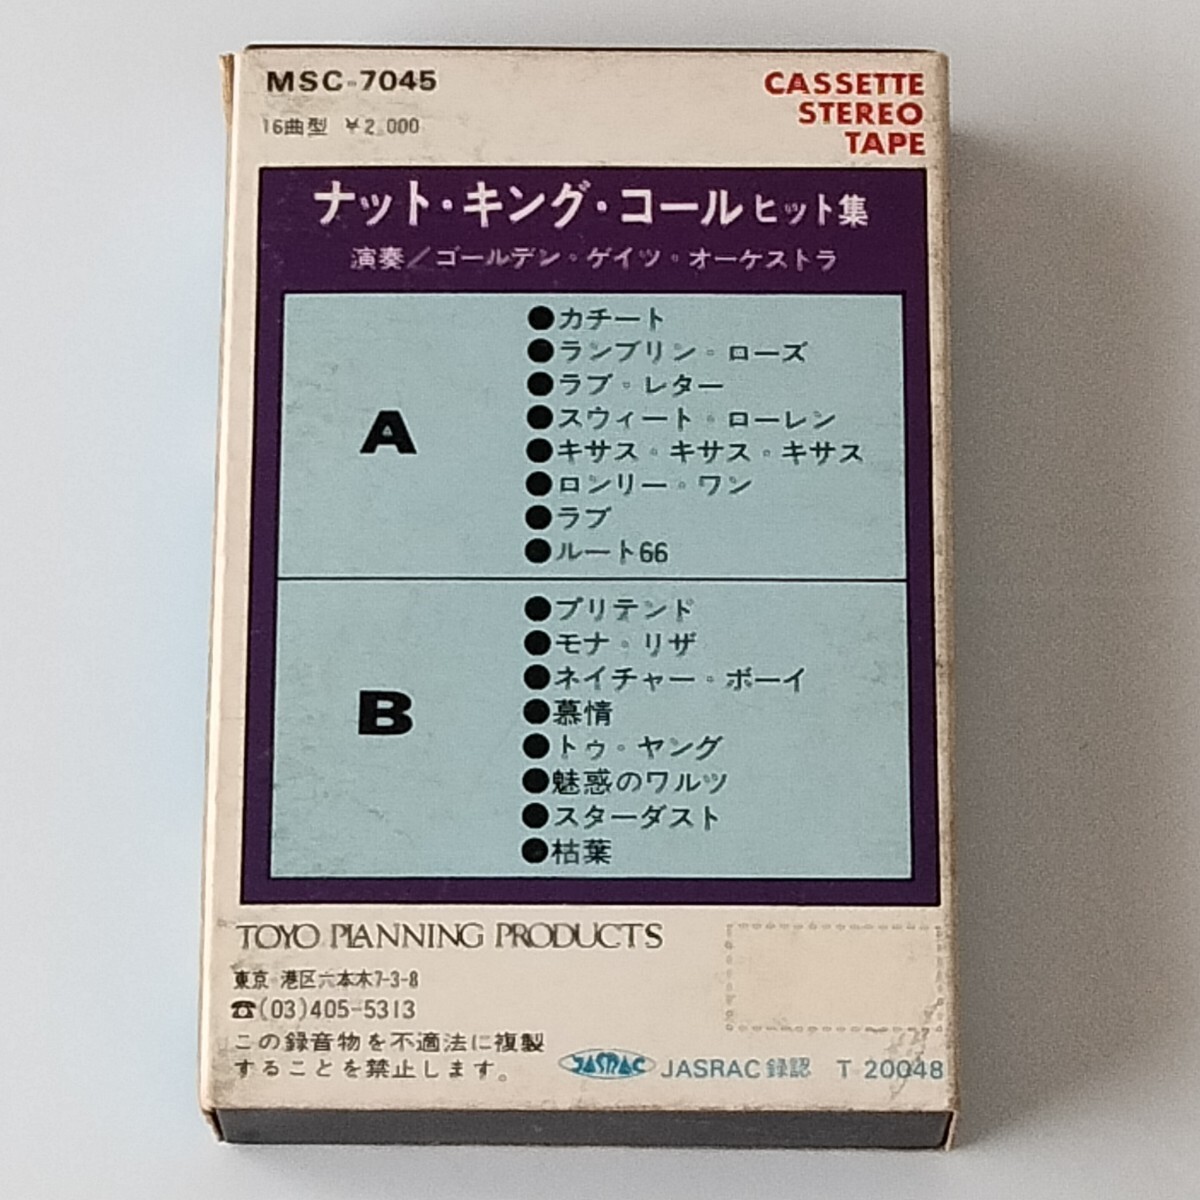 MSC-7045
16曲型 ¥2,000
CASSETTE
STEREO
TAPE
ナット・キング・コール ヒット集
演奏/ゴールデン・ゲイツ・オーケストラ
A
●カチート
●ランブリン・ローズ
●ラブ・レター
●スウィート・ローレン
●キサス・キサス・キサス
●ロンリー・ワン
●ラブ
●ルート66
B
●プリテンド
●モナ・リザ
●ネイチャー・ボーイ
●慕情
●トゥ・ヤング
●魅惑のワルツ
●スターダスト
●枯葉
TOYO PLANNING PRODUCTS
東京・港区六本木7-3-8
☎(03)405-5313
この録音物を不適法に複製
することを禁止します。
JASRAC JASRAC録認 T 20048